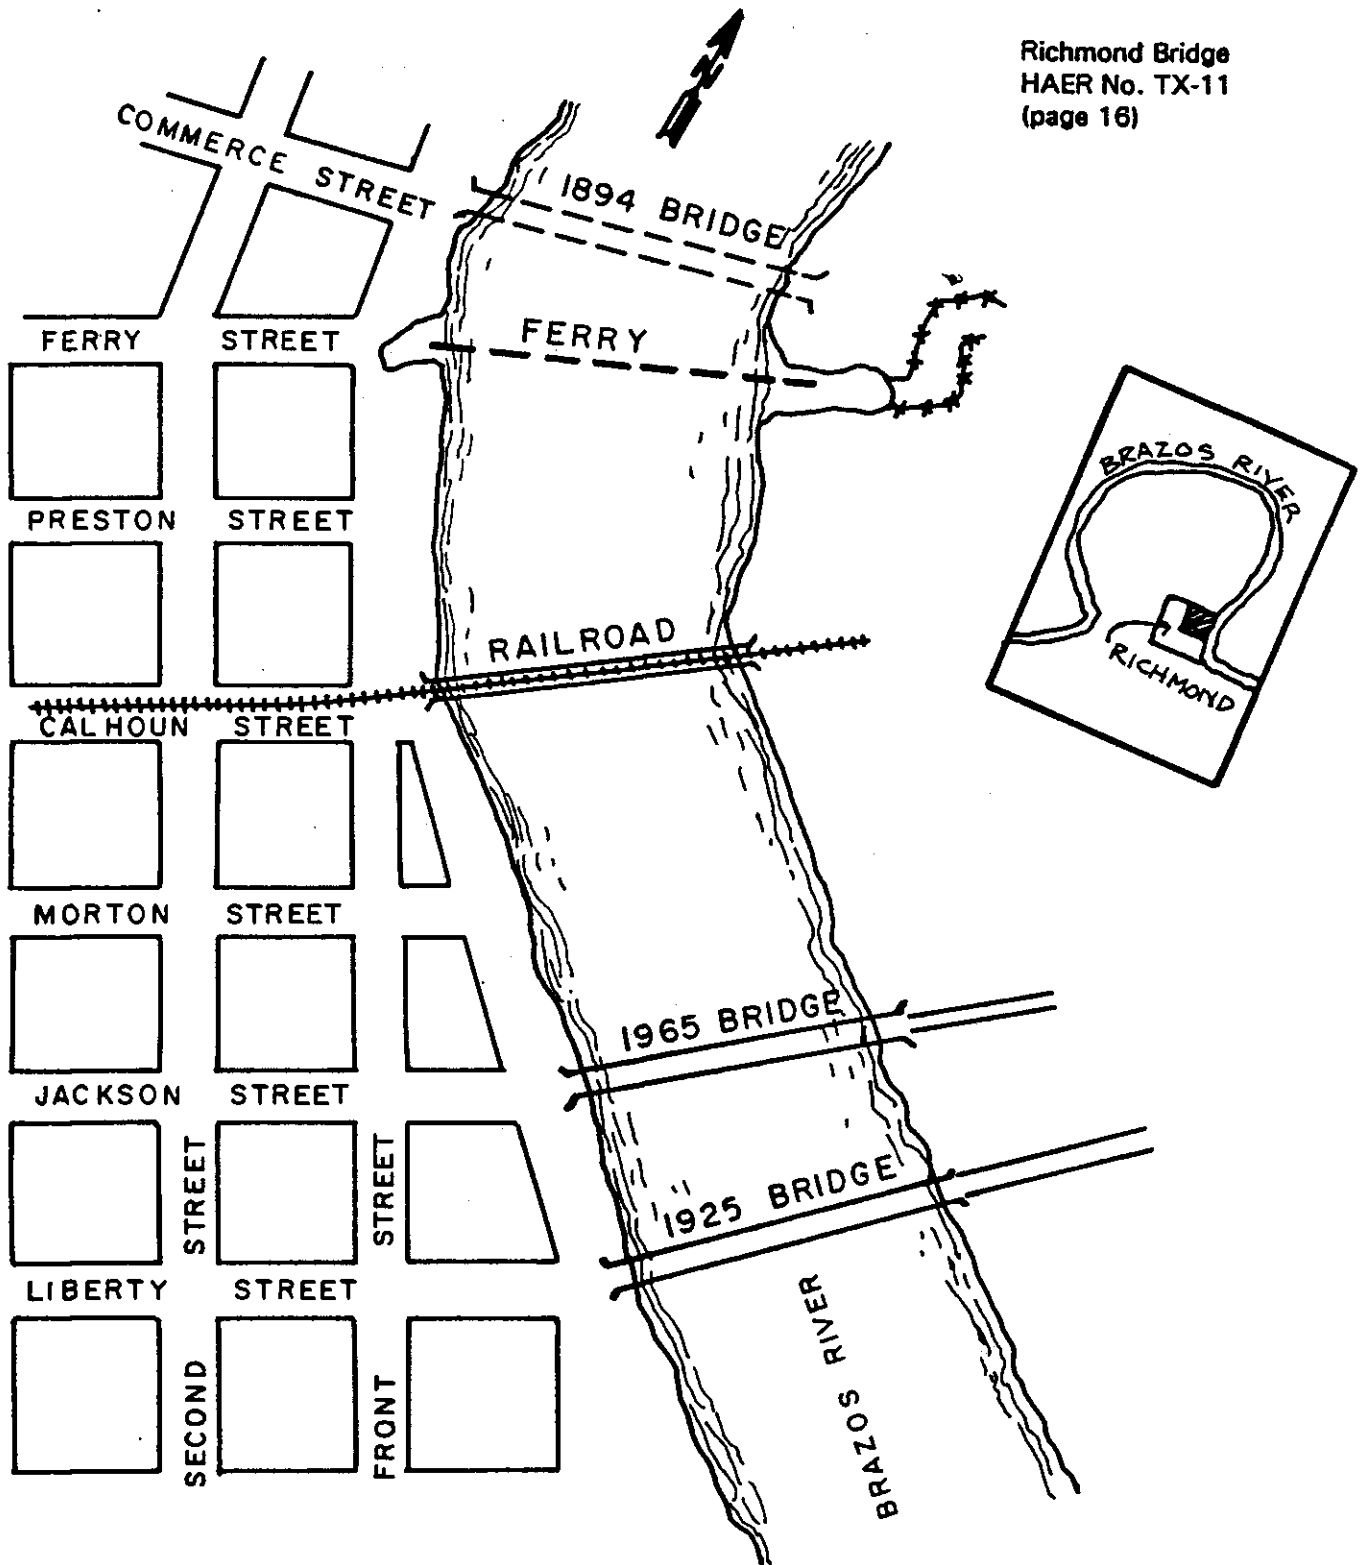 Richmond Bridge
HAER No. TX-11
(page 16)
COMMERCE STREET
1894 BRIDGE
FERRY STREET
FERRY
BRAZOS RIVER
RICHMOND
PRESTON STREET
RAILROAD
CALHOUN STREET
MORTON STREET
1965 BRIDGE
JACKSON STREET
1925 BRIDGE
SECOND STREET
FRONT STREET
LIBERTY STREET
BRAZOS RIVER